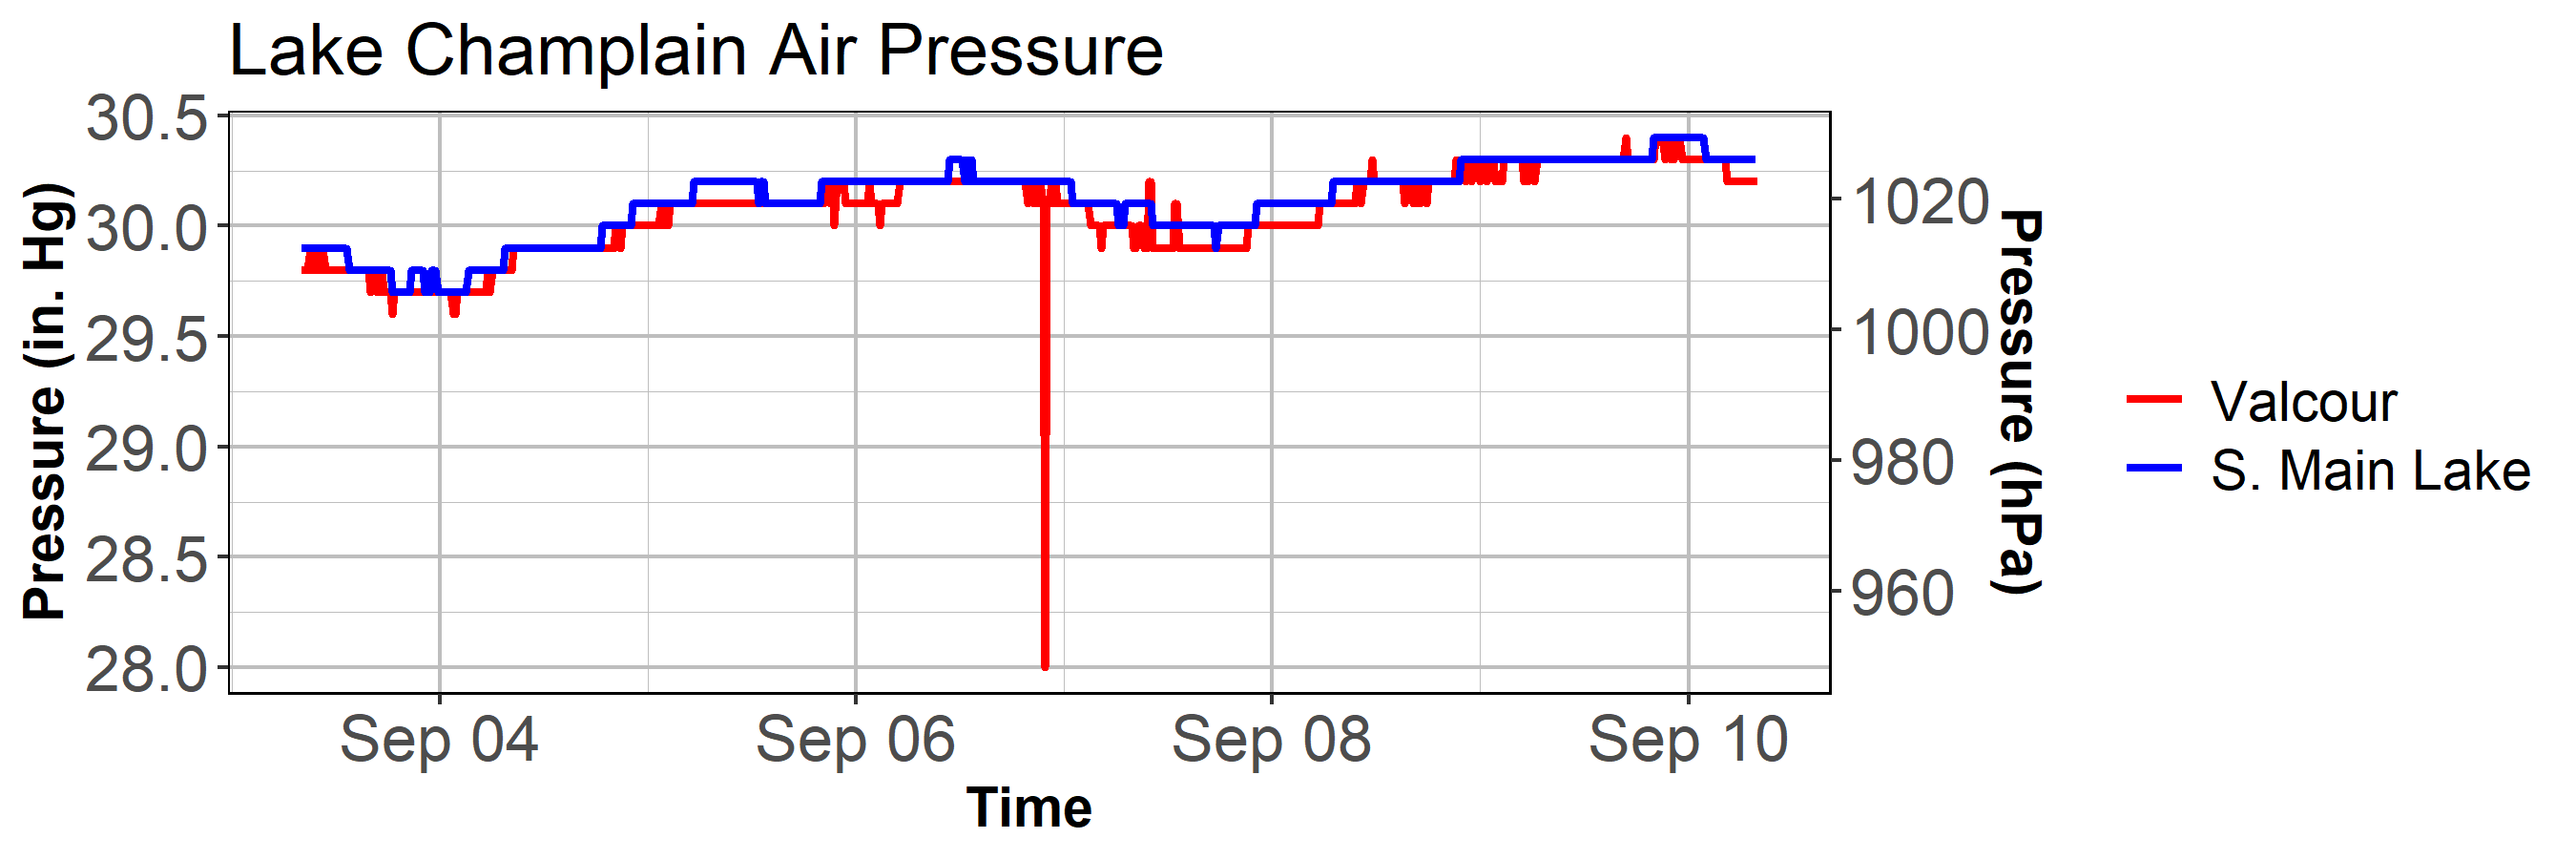 Lake Champlain Air Pressure
Pressure (in. Hg)
30.5
30.0
29.5
29.0
28.5
28.0
1020
1000
980
960
Pressure (hPa)
Sep 04
Sep 06
Sep 08
Sep 10
Time
Valcour
S. Main Lake